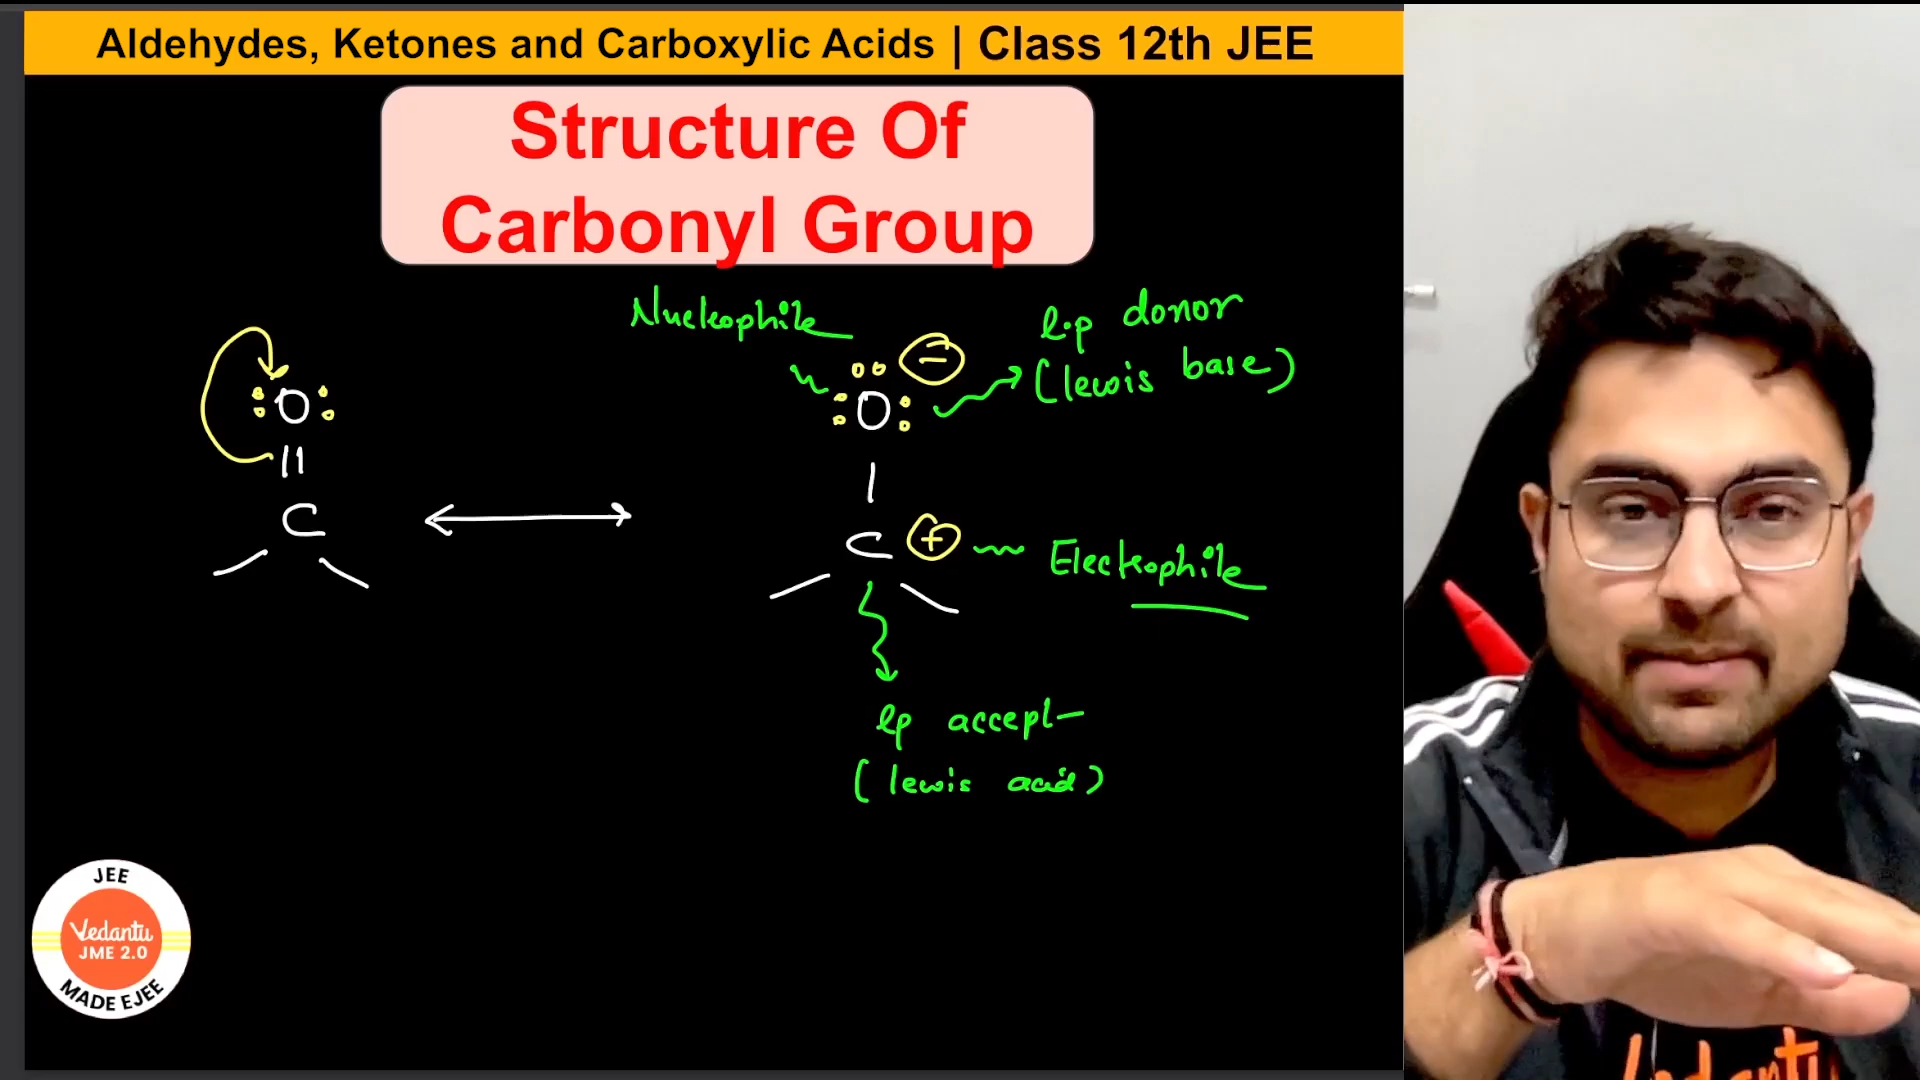 Aldehydes, Ketones and Carboxylic Acids | Class 12th JEE
Structure Of
Carbonyl Group
Nucleophile
l.p donor
(lewis base)
O
O
C
C
Electrophile
lp accept
(lewis acid)
JEE
Vedantu
JME 2.0
MADE EJEE
Vedantu